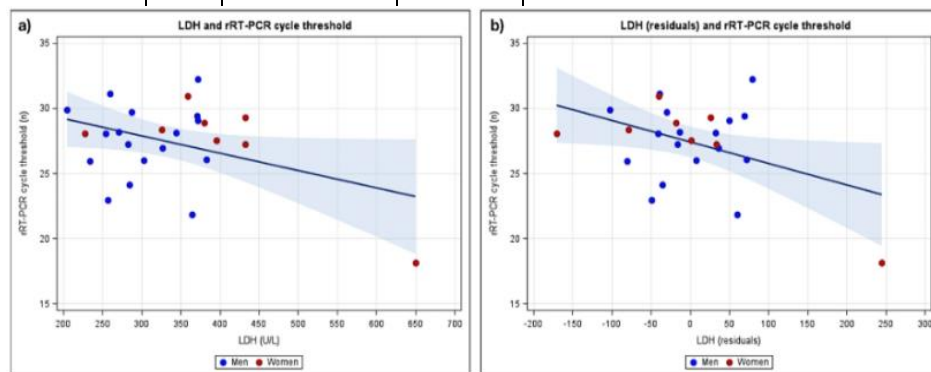 a)
LDH and rRT-PCR cycle threshold
rRT-PCR cycle threshold (n)
35
30
25
20
15
200 250 300 350 400 450 500 550 600 650 700
LDH (U/L)
Men Women
b)
LDH (residuals) and rRT-PCR cycle threshold
rRT-PCR cycle threshold (n)
35
30
25
20
15
-200 -150 -100 -50 0 50 100 150 200 250 300
LDH (residuals)
Men Women